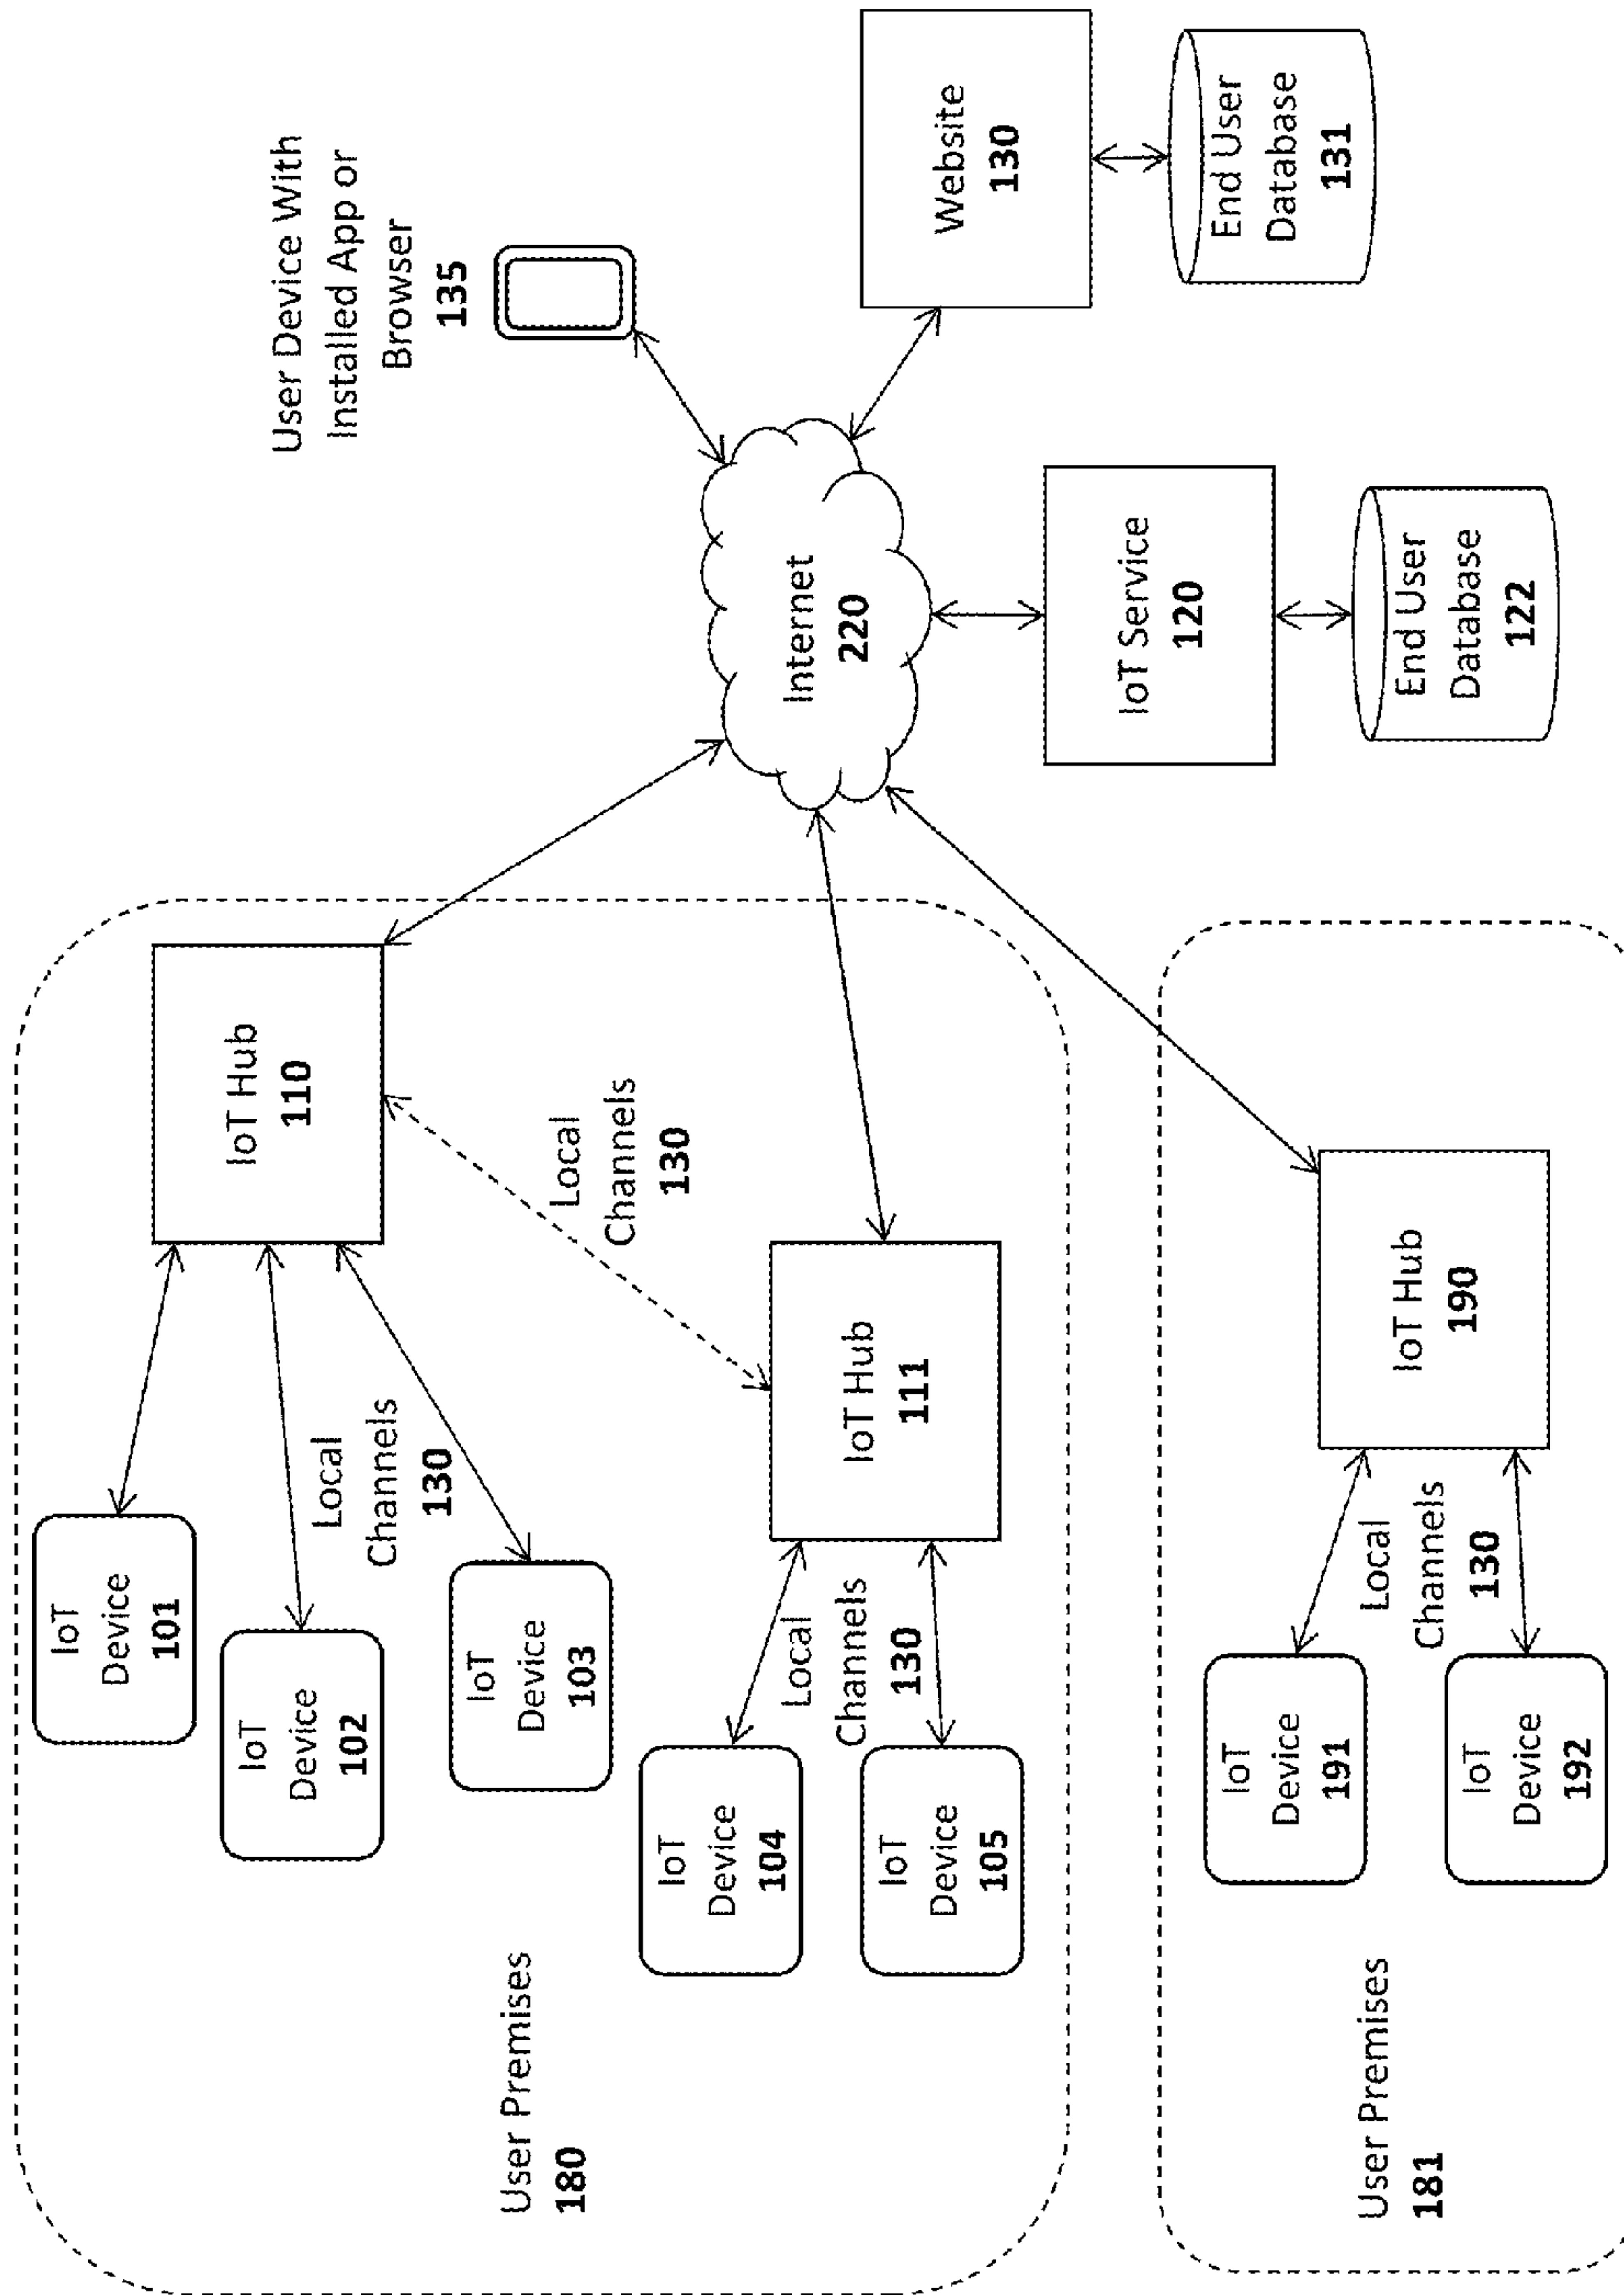 User Premises
180
IoT
Device
101
IoT
Device
102
IoT
Device
103
IoT
Device
104
IoT
Device
105
Local
Channels
130
Local
Channels
130
IoT Hub
110
Local
Channels
130
IoT Hub
111
User Premises
181
IoT
Device
191
IoT
Device
192
Local
Channels
130
IoT Hub
190
Internet
220
User Device With
Installed App or
Browser
135
IoT Service
120
End User
Database
122
Website
130
End User
Database
131